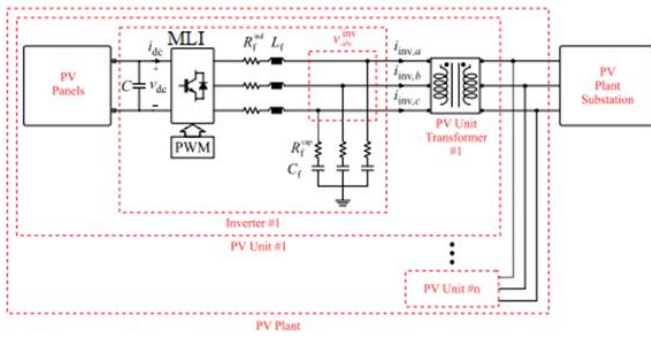 PV
Panels
i_dc
+
C
v_dc
−
MLI
PWM
R_f^ind L_f
v_abc^inv
i_inv,a
i_inv,b
i_inv,c
R_f^cap
C_f
PV Unit
Transformer
#1
PV
Plant
Substation
Inverter #1
PV Unit #1
PV Unit #n
PV Plant